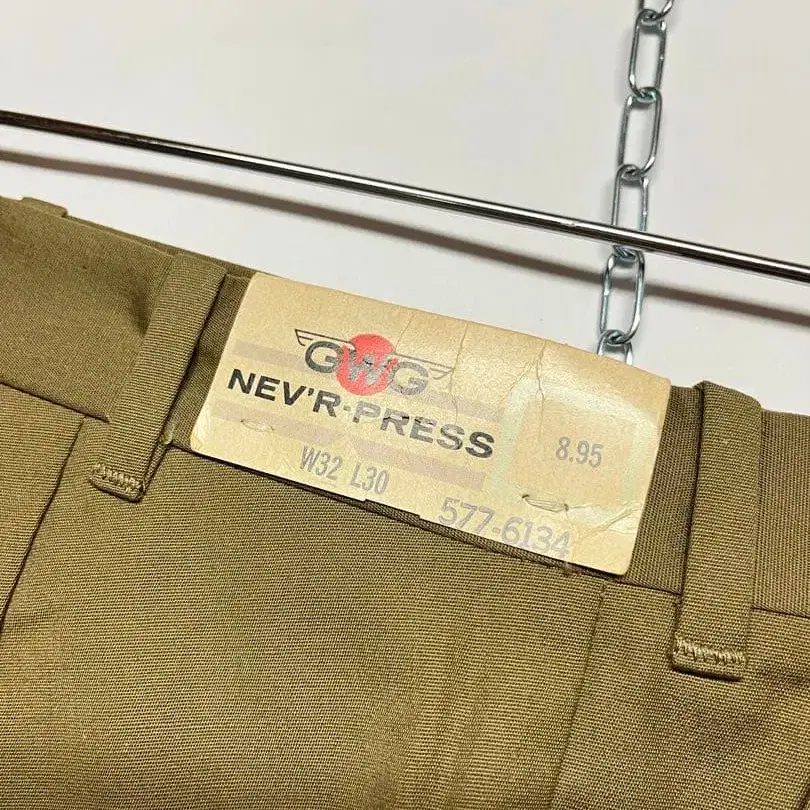 GWG
NEV'R-PRESS
8.95
W32 L30
577-6134